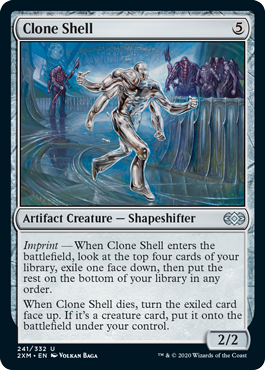 Clone Shell 5
Artifact Creature — Shapeshifter
Imprint — When Clone Shell enters the
battlefield, look at the top four cards of your
library, exile one face down, then put the
rest on the bottom of your library in any
order.
When Clone Shell dies, turn the exiled card
face up. If it's a creature card, put it onto the
battlefield under your control.
2/2
241/332 U
2XM • EN Volkan Baga
™ & © 2020 Wizards of the Coast